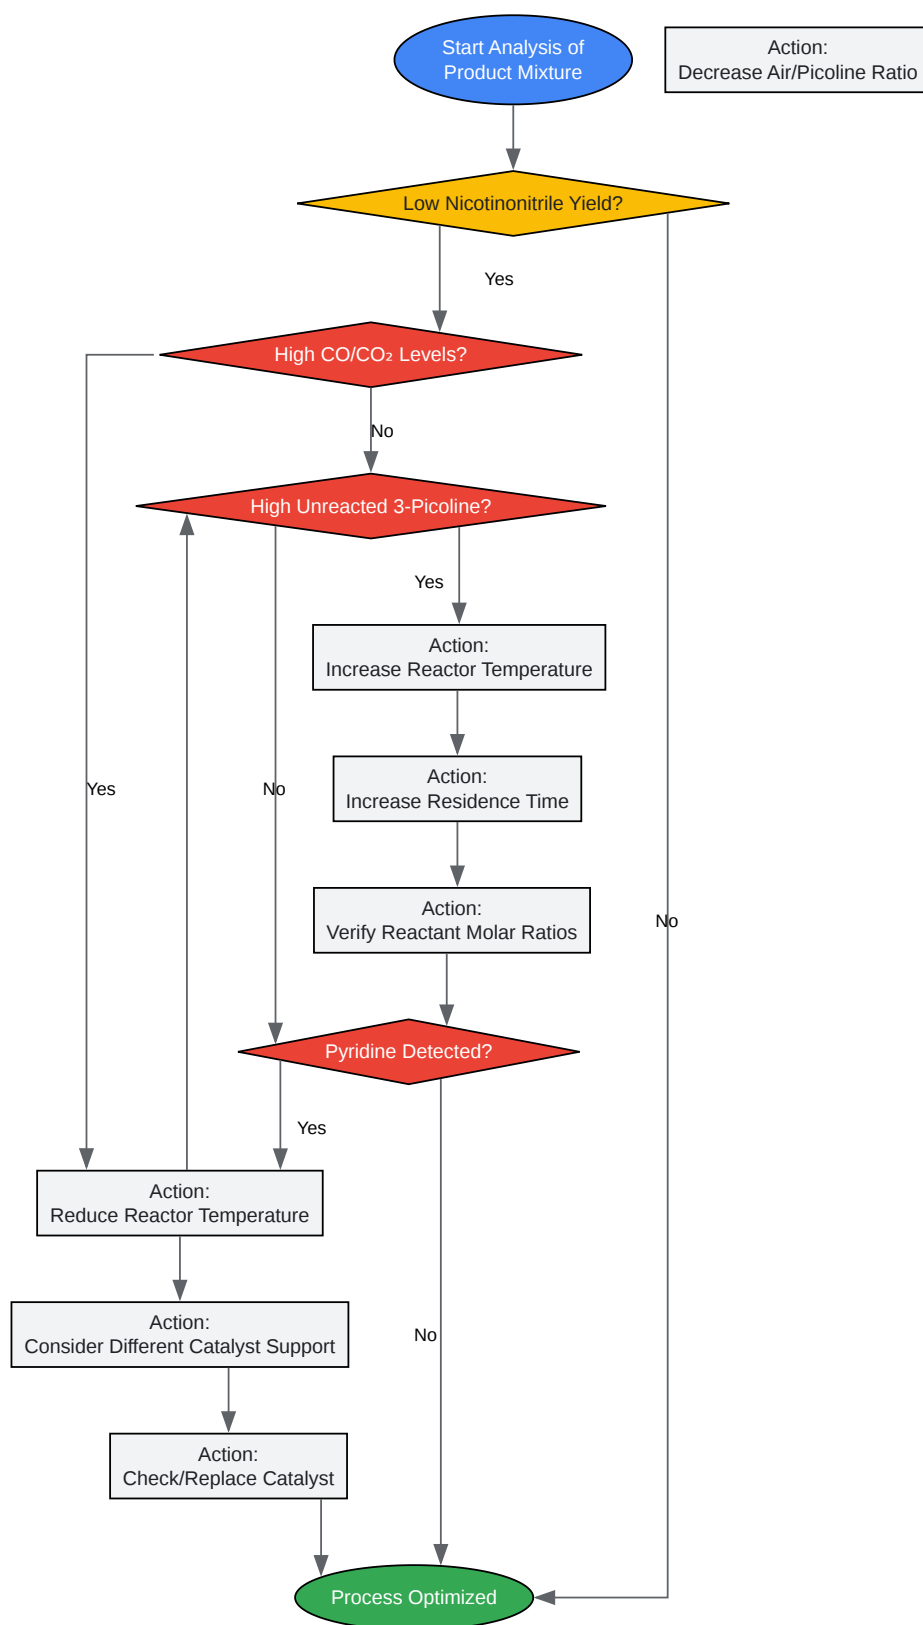 Start Analysis of
Product Mixture
Action:
Decrease Air/Picoline Ratio
Low Nicotinonitrile Yield?
Yes
High CO/CO₂ Levels?
No
High Unreacted 3-Picoline?
Yes
Action:
Increase Reactor Temperature
Action:
Increase Residence Time
Yes
No
Action:
Verify Reactant Molar Ratios
No
Pyridine Detected?
Yes
Action:
Reduce Reactor Temperature
Action:
Consider Different Catalyst Support
No
Action:
Check/Replace Catalyst
Process Optimized